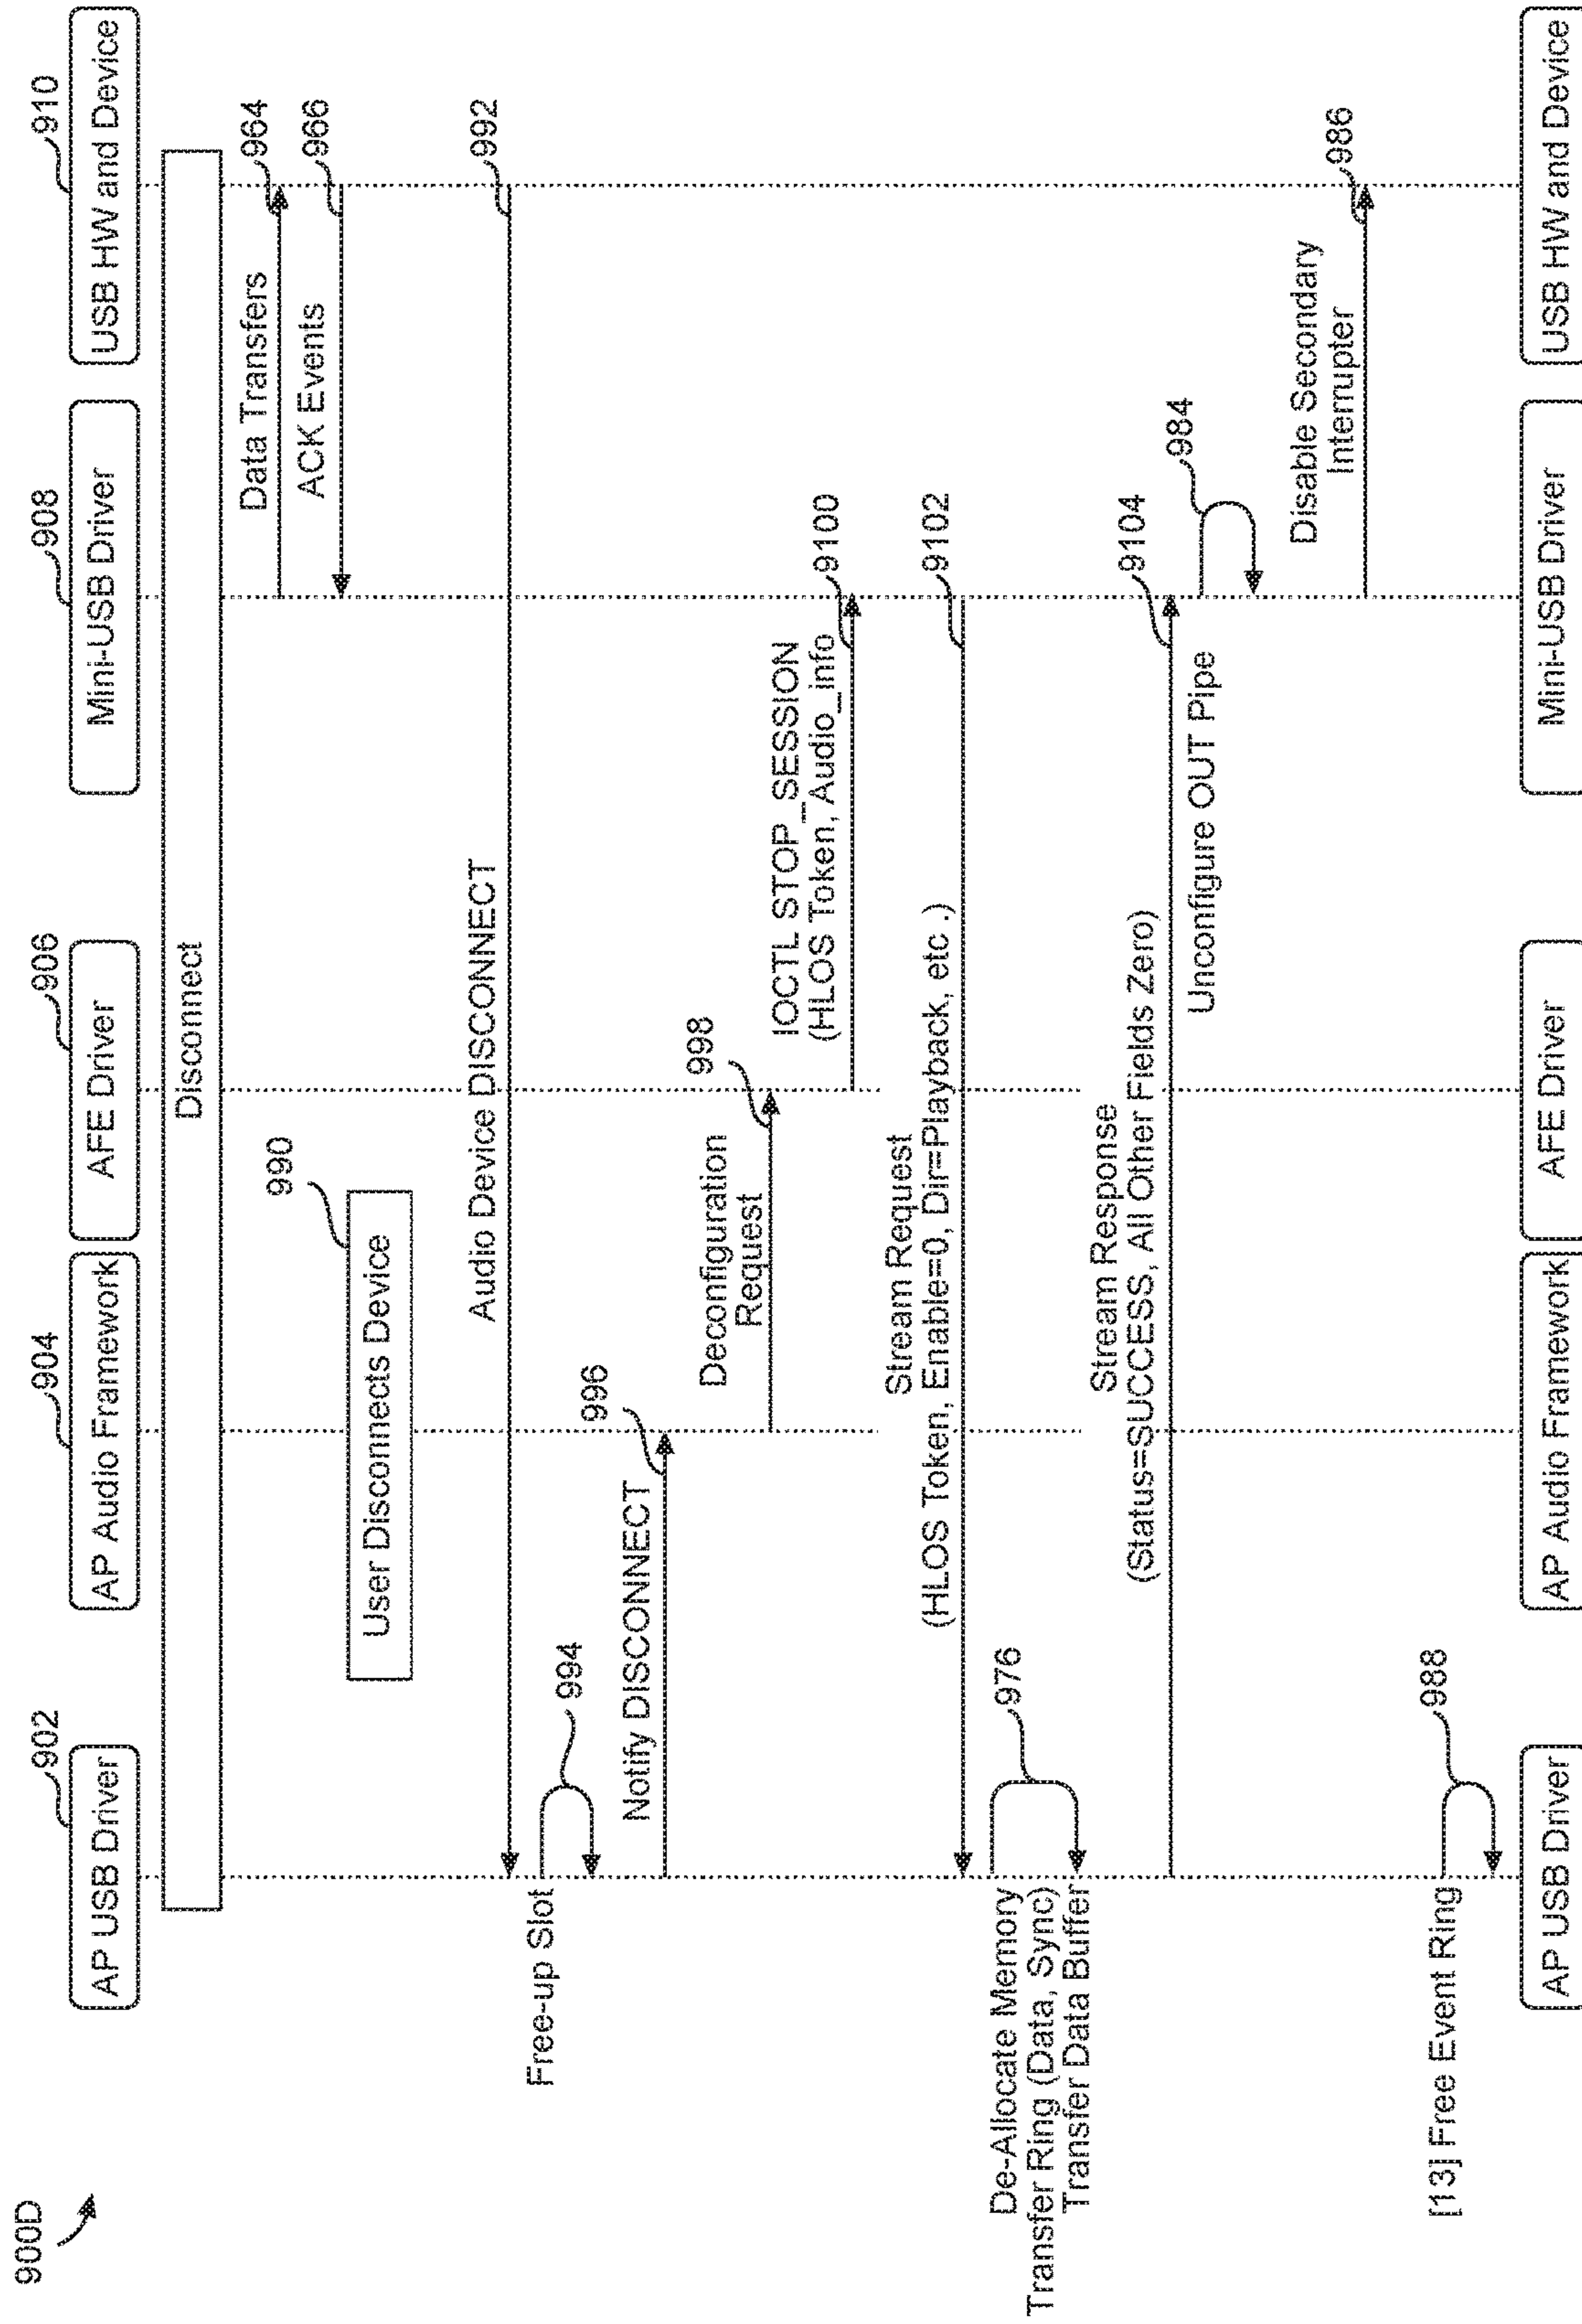 900D
902
904
906
908
910
AP USB Driver
AP Audio Framework
AFE Driver
Mini-USB Driver
USB HW and Device
Disconnect
Data Transfers
964
990
User Disconnects Device
ACK Events
966
Audio Device DISCONNECT
992
Free-up Slot
994
Notify DISCONNECT
996
Deconfiguration
Request
998
IOCTL STOP_SESSION
(HLOS Token, Audio_info
9100
Stream Request
(HLOS Token, Enable=0, Dir=Playback, etc .)
9102
De-Allocate Memory
Transfer Ring (Data, Sync)
Transfer Data Buffer
976
Stream Response
(Status=SUCCESS, All Other Fields Zero)
9104
Unconfigure OUT Pipe
984
Disable Secondary
Interrupter
986
[13] Free Event Ring
988
AP USB Driver
AP Audio Framework
AFE Driver
Mini-USB Driver
USB HW and Device